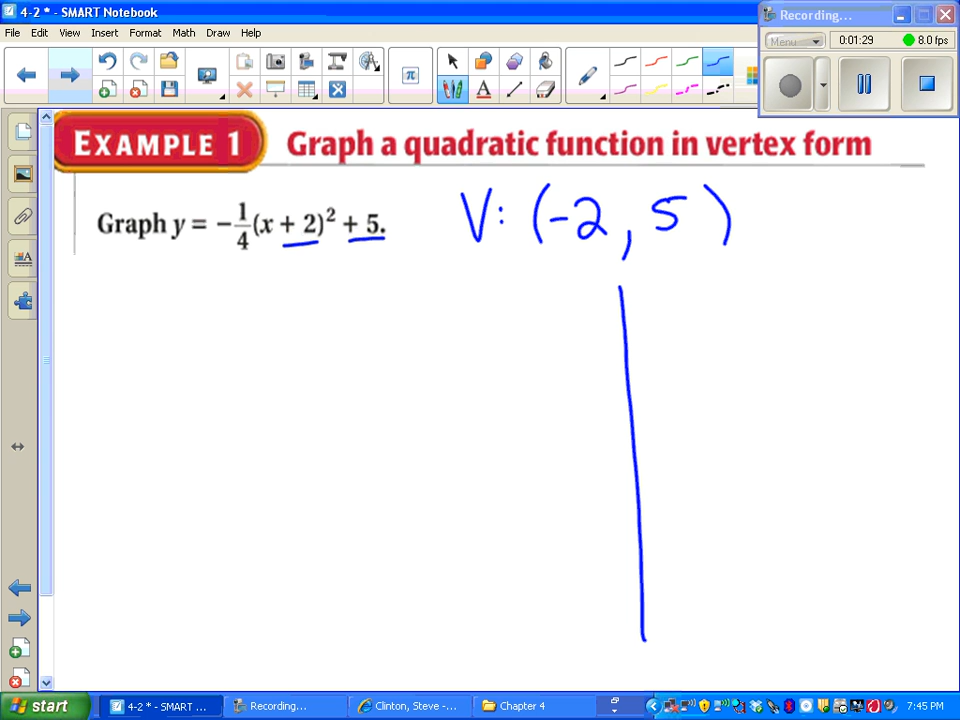 4-2 * - SMART Notebook
Recording...
File Edit View Insert Format Math Draw Help
Menu
00:01:29
8.0 fps
π
A
EXAMPLE 1 Graph a quadratic function in vertex form
Graph y = −1/4(x + 2)² + 5.
V: (-2, 5)
start
4-2 * - SMART ...
Recording...
Clinton, Steve -...
Chapter 4
7:45 PM